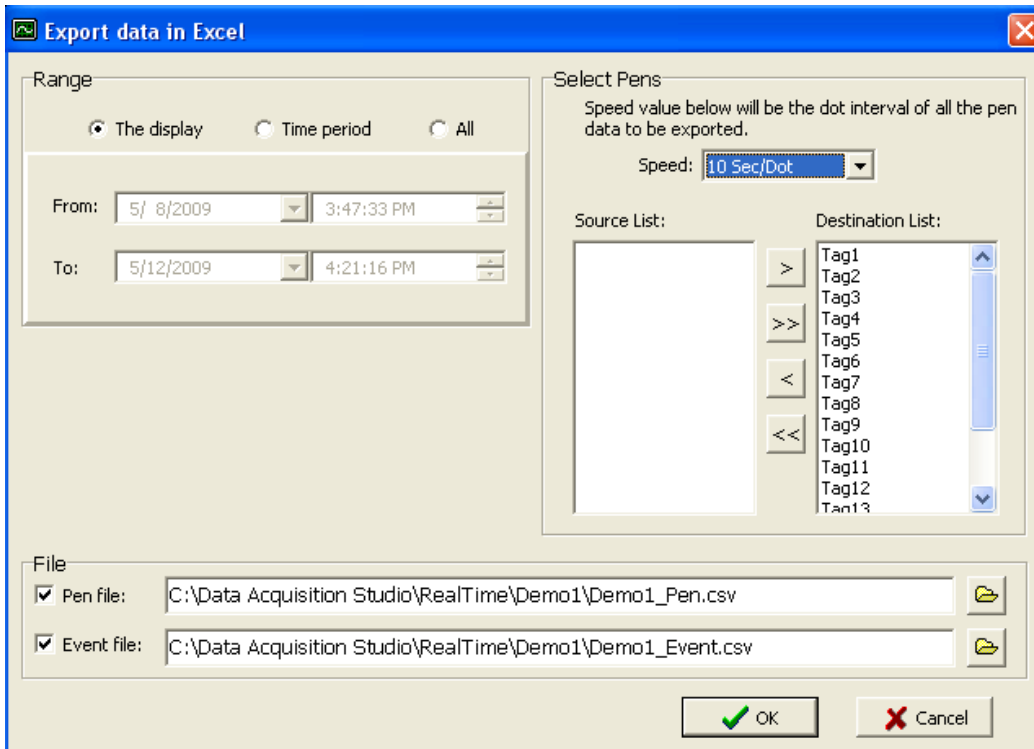 Export data in Excel
Range
The display
Time period
All
From:
5/ 8/2009
3:47:33 PM
To:
5/12/2009
4:21:16 PM
Select Pens
Speed value below will be the dot interval of all the pen
data to be exported.
Speed:
10 Sec/Dot
Source List:
Destination List:
>
>>
<
<<
Tag1
Tag2
Tag3
Tag4
Tag5
Tag6
Tag7
Tag8
Tag9
Tag10
Tag11
Tag12
Tag13
File
Pen file:
C:\Data Acquisition Studio\RealTime\Demo1\Demo1_Pen.csv
Event file:
C:\Data Acquisition Studio\RealTime\Demo1\Demo1_Event.csv
OK
Cancel